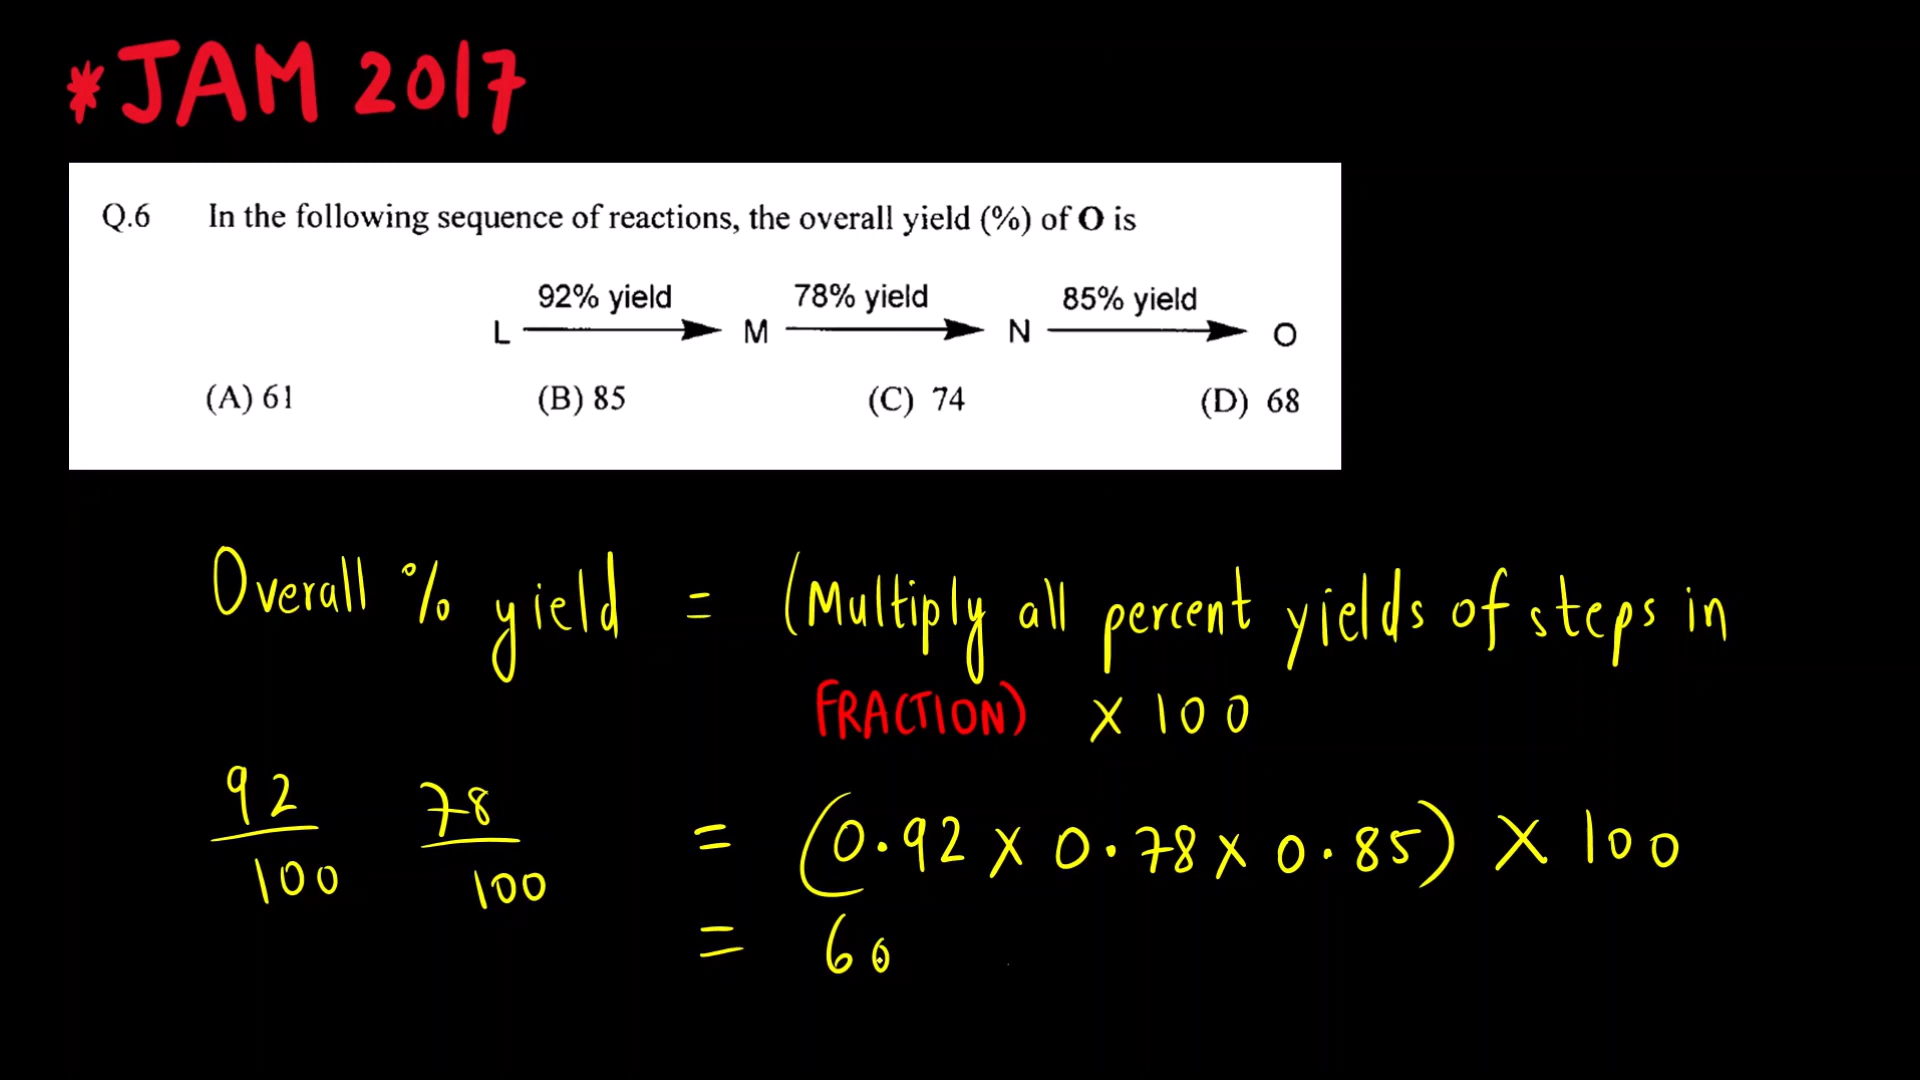 *JAM 2017
Q.6 In the following sequence of reactions, the overall yield (%) of O is
92% yield 78% yield 85% yield
L M N O
(A) 61 (B) 85 (C) 74 (D) 68
Overall % yield = (Multiply all percent yields of steps in
FRACTION) × 100
92/100 78/100 = (0.92 × 0.78 × 0.85) × 100
= 60